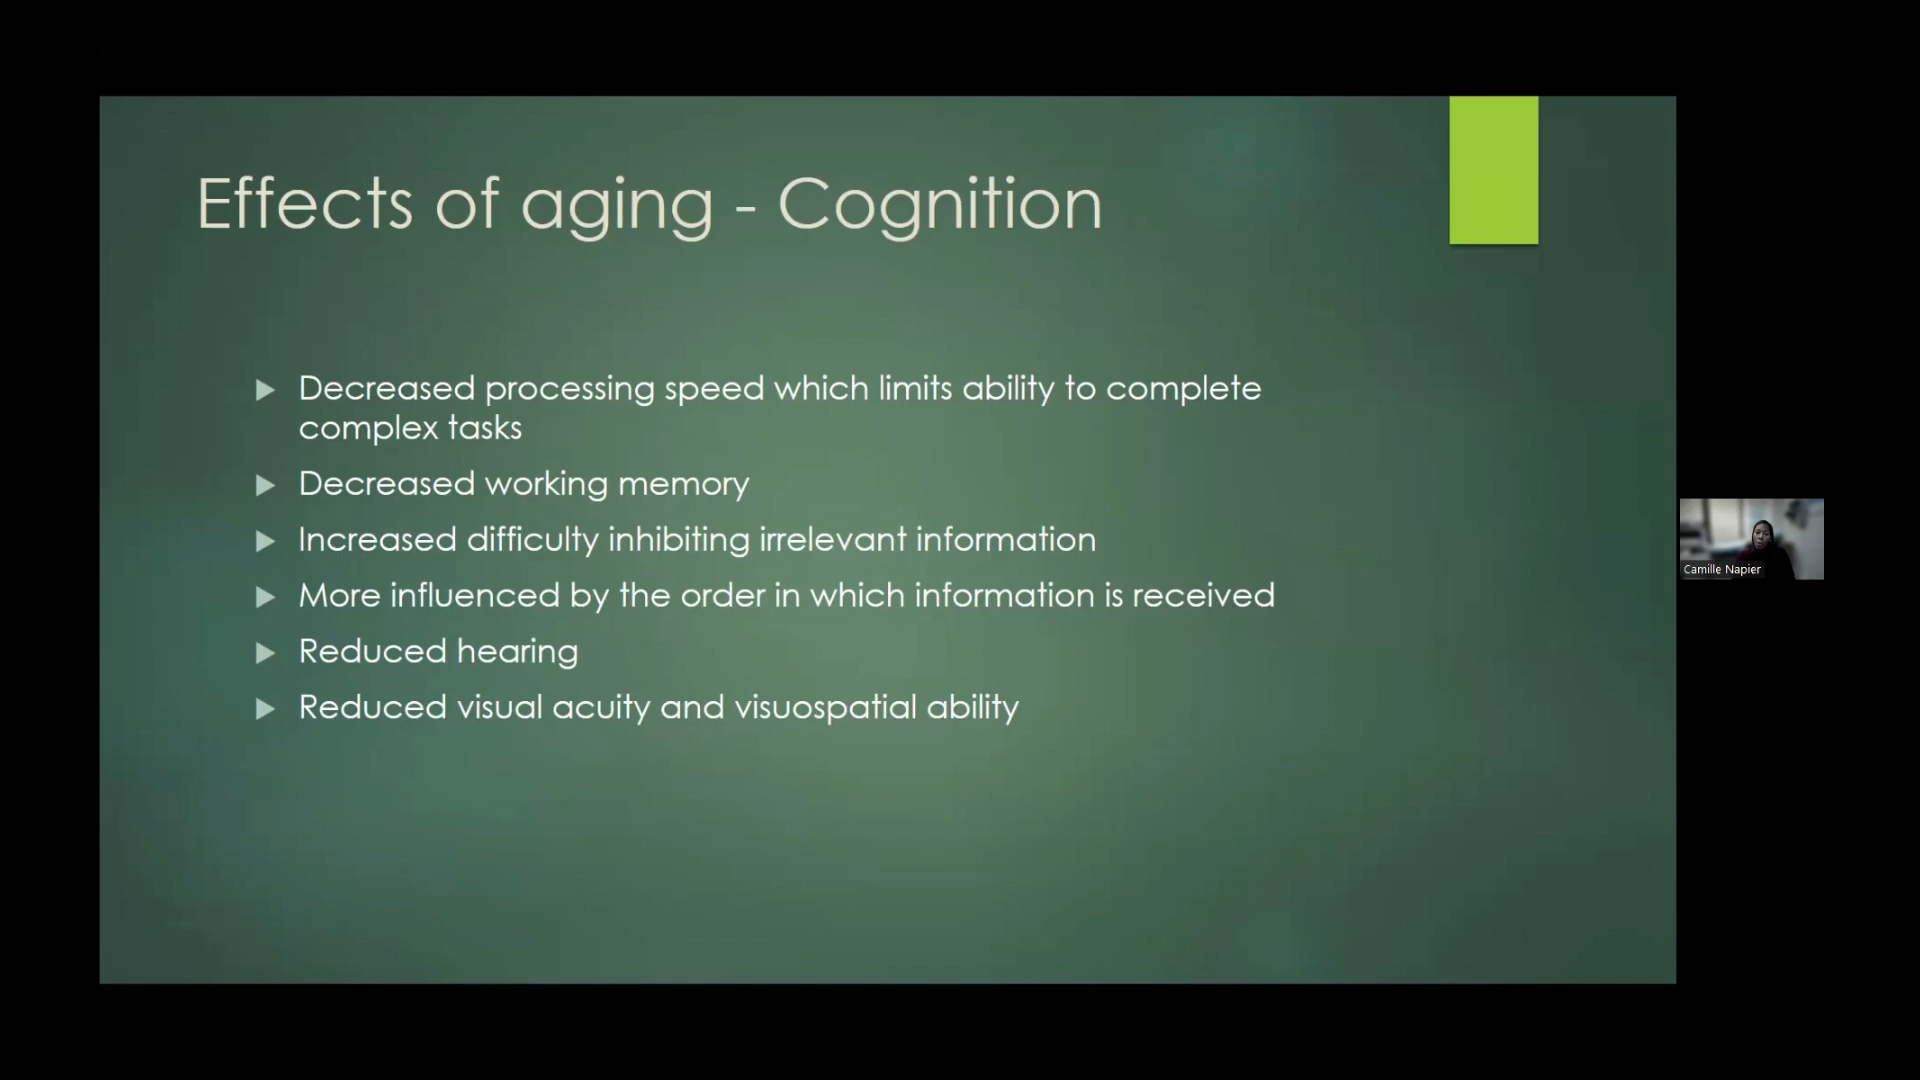 Effects of aging - Cognition
Decreased processing speed which limits ability to complete
complex tasks
Decreased working memory
Increased difficulty inhibiting irrelevant information
More influenced by the order in which information is received
Reduced hearing
Reduced visual acuity and visuospatial ability
Camille Napier